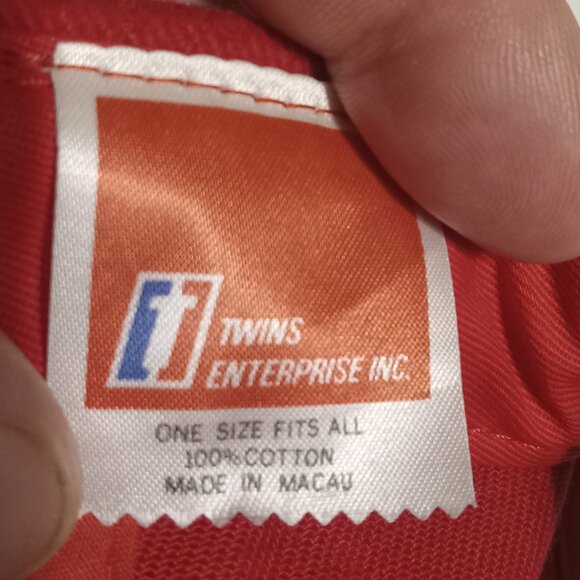 TWINS
ENTERPRISE INC.
ONE SIZE FITS ALL
100% COTTON
MADE IN MACAU